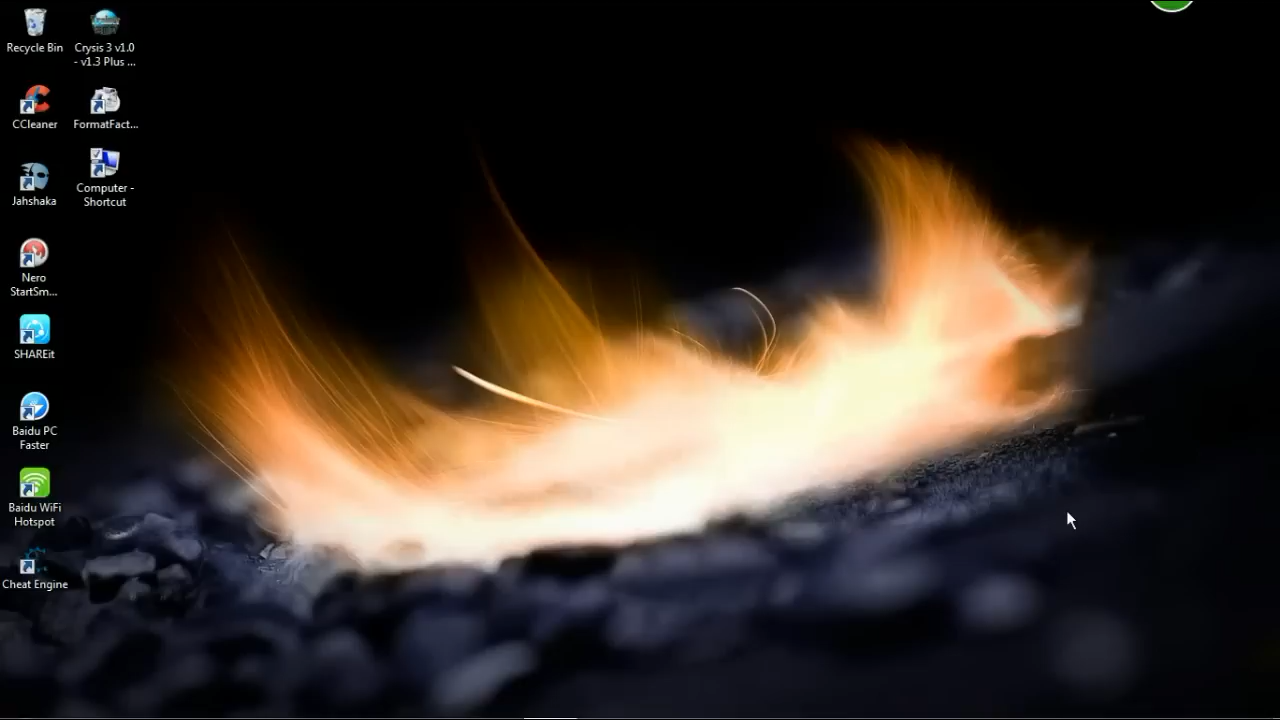 Recycle Bin
Crysis 3 v1.0
- v1.3 Plus ...
CCleaner
FormatFact...
Jahshaka
Computer -
Shortcut
Nero
StartSm...
SHAREit
Baidu PC
Faster
Baidu WiFi
Hotspot
Cheat Engine